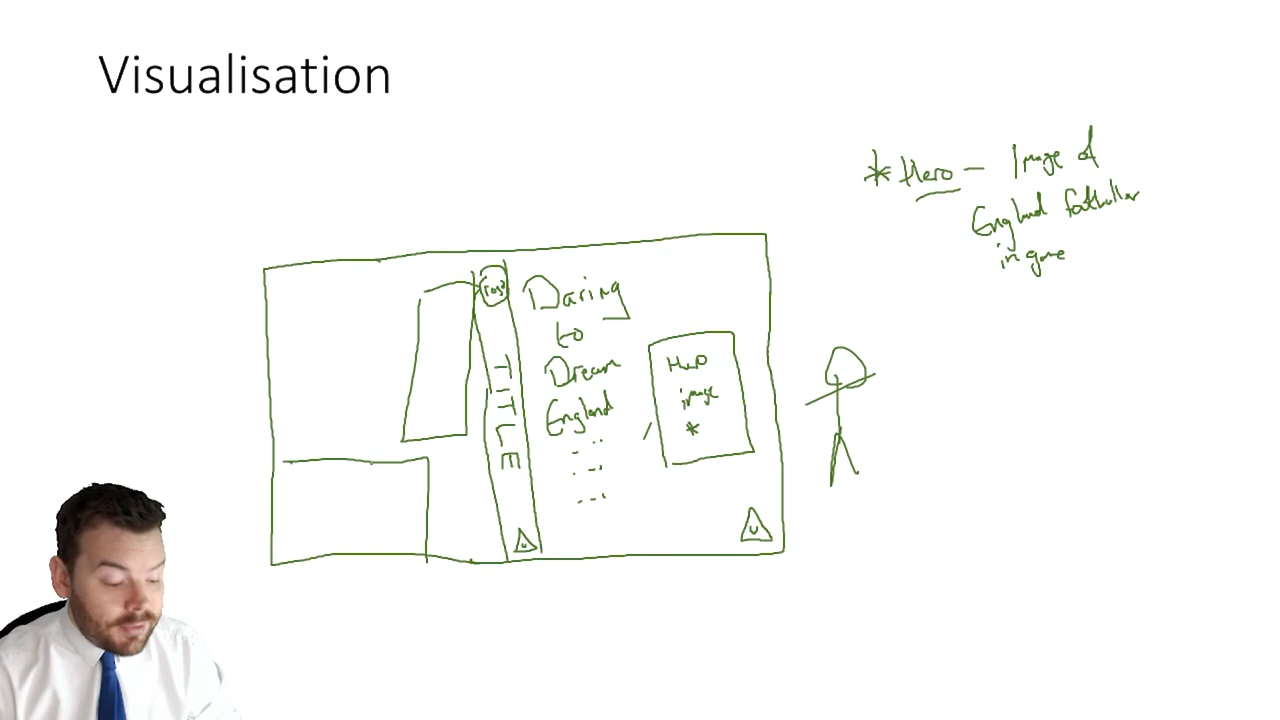 Visualisation
* Hero - Image of
England footballer
in game
Daring
to
Dream
England
TITLE
Hero
image
*
U
U